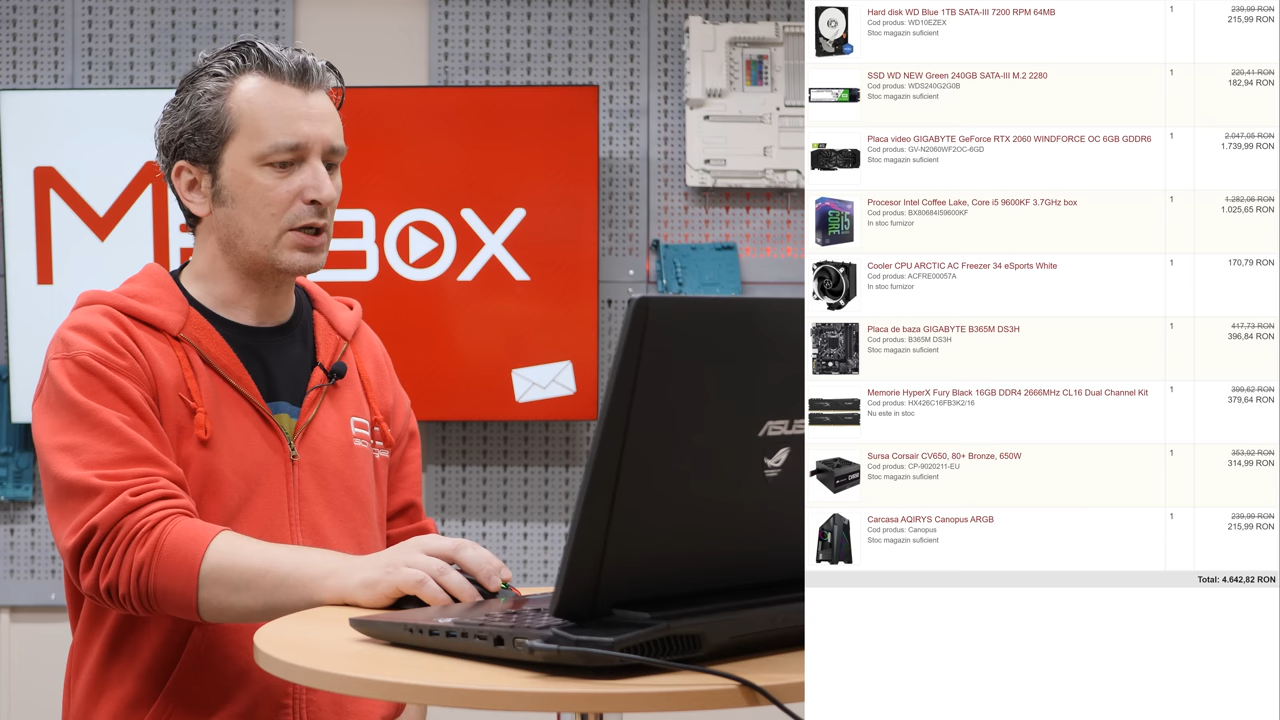 M BOX
ASUS
Hard disk WD Blue 1TB SATA-III 7200 RPM 64MB
Cod produs: WD10EZEX
Stoc magazin suficient
1
239,99 RON
215,99 RON
SSD WD NEW Green 240GB SATA-III M.2 2280
Cod produs: WDS240G2G0B
Stoc magazin suficient
1
220,41 RON
182,94 RON
Placa video GIGABYTE GeForce RTX 2060 WINDFORCE OC 6GB GDDR6
Cod produs: GV-N2060WF2OC-6GD
Stoc magazin suficient
1
2.047,05 RON
1.739,99 RON
CORE i5
Procesor Intel Coffee Lake, Core i5 9600KF 3.7GHz box
Cod produs: BX80684I59600KF
In stoc furnizor
1
1.282,06 RON
1.025,65 RON
Cooler CPU ARCTIC AC Freezer 34 eSports White
Cod produs: ACFRE00057A
In stoc furnizor
1
170,79 RON
Placa de baza GIGABYTE B365M DS3H
Cod produs: B365M DS3H
Stoc magazin suficient
1
417,73 RON
396,84 RON
Memorie HyperX Fury Black 16GB DDR4 2666MHz CL16 Dual Channel Kit
Cod produs: HX426C16FB3K2/16
Nu este in stoc
1
399,62 RON
379,64 RON
Sursa Corsair CV650, 80+ Bronze, 650W
Cod produs: CP-9020211-EU
Stoc magazin suficient
1
353,92 RON
314,99 RON
Carcasa AQIRYS Canopus ARGB
Cod produs: Canopus
Stoc magazin suficient
1
239,99 RON
215,99 RON
Total: 4.642,82 RON